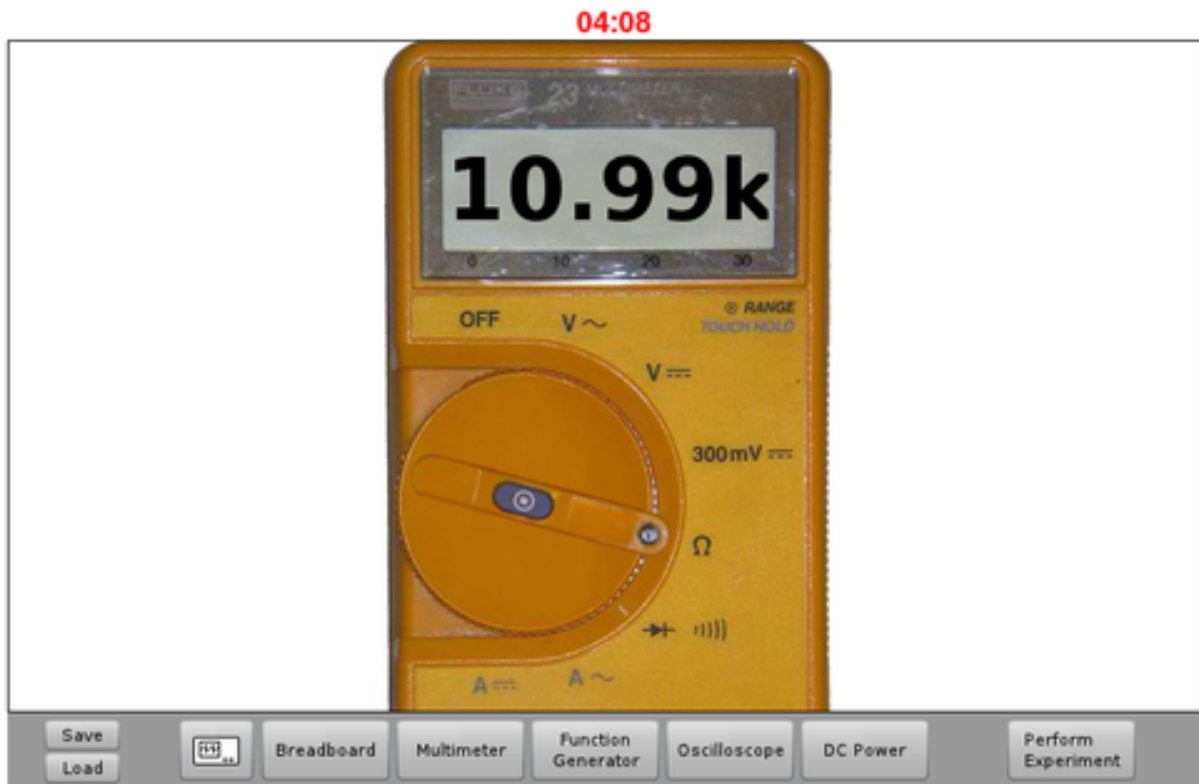 04:08
FLUKE 23 MULTIMETER
10.99k
0 10 20 30
OFF V~ RANGE
TOUCH HOLD
V⎓
300mV⎓
Ω
A⎓ A~
Save
Load
Breadboard
Multimeter
Function
Generator
Oscilloscope
DC Power
Perform
Experiment